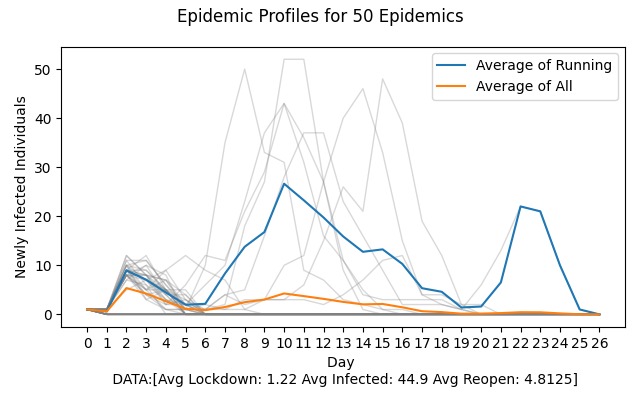 Epidemic Profiles for 50 Epidemics
Average of Running
Average of All
Newly Infected Individuals
50
40
30
20
10
0
0 1 2 3 4 5 6 7 8 9 10 11 12 13 14 15 16 17 18 19 20 21 22 23 24 25 26
Day
DATA:[Avg Lockdown: 1.22 Avg Infected: 44.9 Avg Reopen: 4.8125]